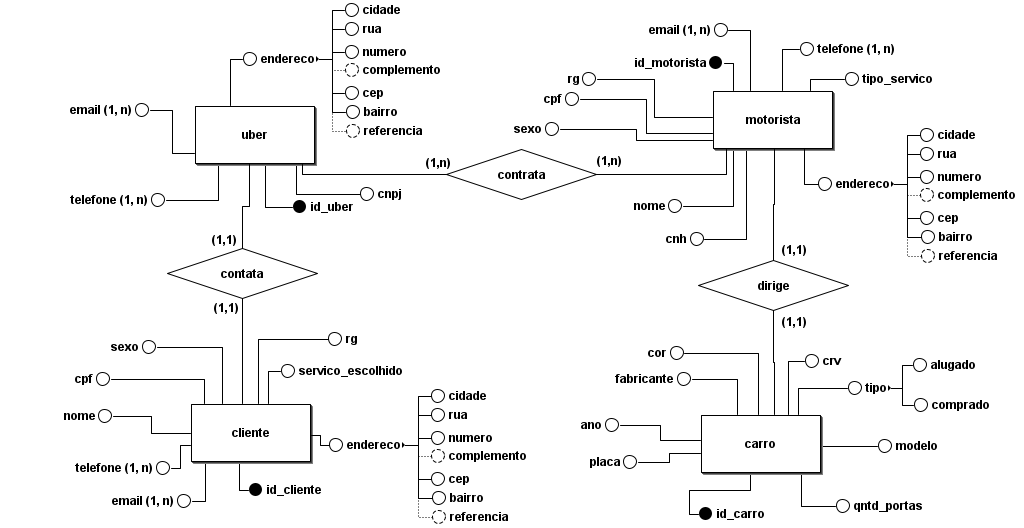 cidade
rua
endereco
numero
complemento
cep
bairro
referencia
email (1, n)
uber
telefone (1, n)
id_uber
cnpj
(1,n)
contrata
(1,n)
email (1, n)
telefone (1, n)
id_motorista
tipo_servico
rg
cpf
sexo
motorista
nome
cnh
cidade
rua
numero
endereco
complemento
cep
bairro
referencia
(1,1)
contata
(1,1)
(1,1)
dirige
(1,1)
sexo
rg
cpf
servico_escolhido
nome
cliente
telefone (1, n)
email (1, n)
id_cliente
cidade
rua
numero
endereco
complemento
cep
bairro
referencia
cor
crv
fabricante
tipo
alugado
comprado
ano
carro
modelo
placa
id_carro
qntd_portas